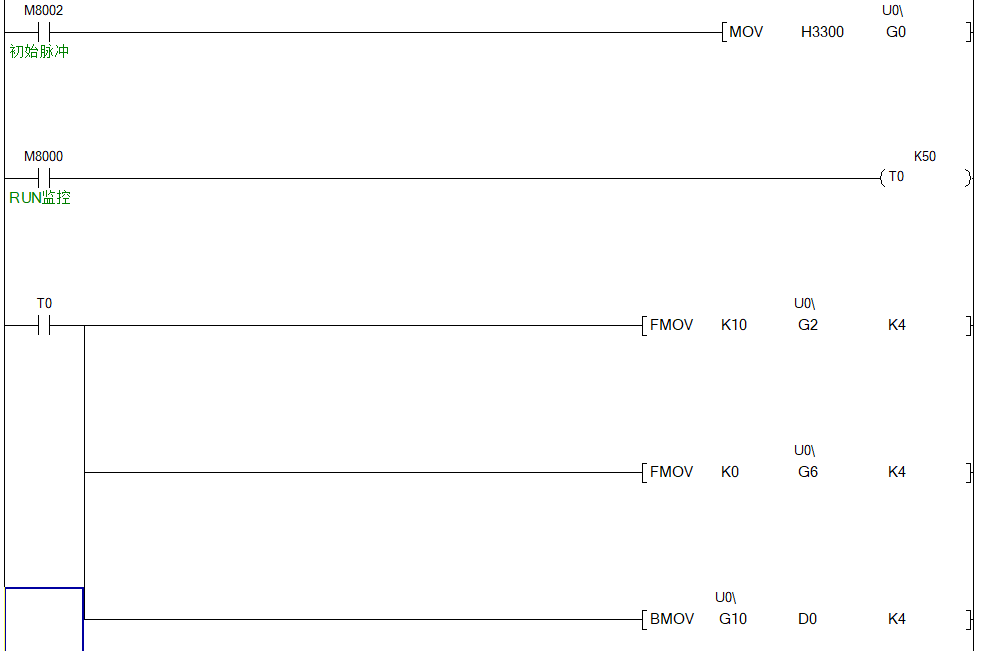 M8002
U0\
MOV H3300 G0
初始脉冲
M8000
K50
T0
RUN监控
T0
U0\
FMOV K10 G2 K4
U0\
FMOV K0 G6 K4
U0\
BMOV G10 D0 K4